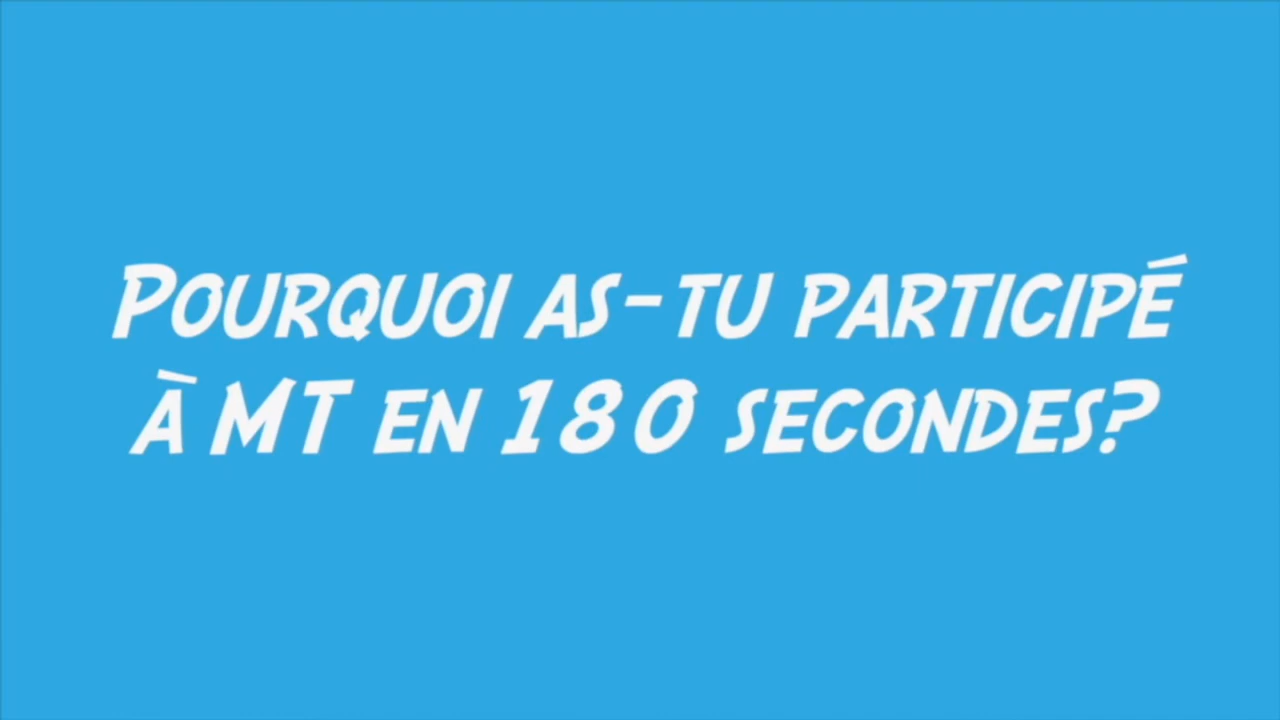 Pourquoi as-tu participé
à MT en 180 secondes?